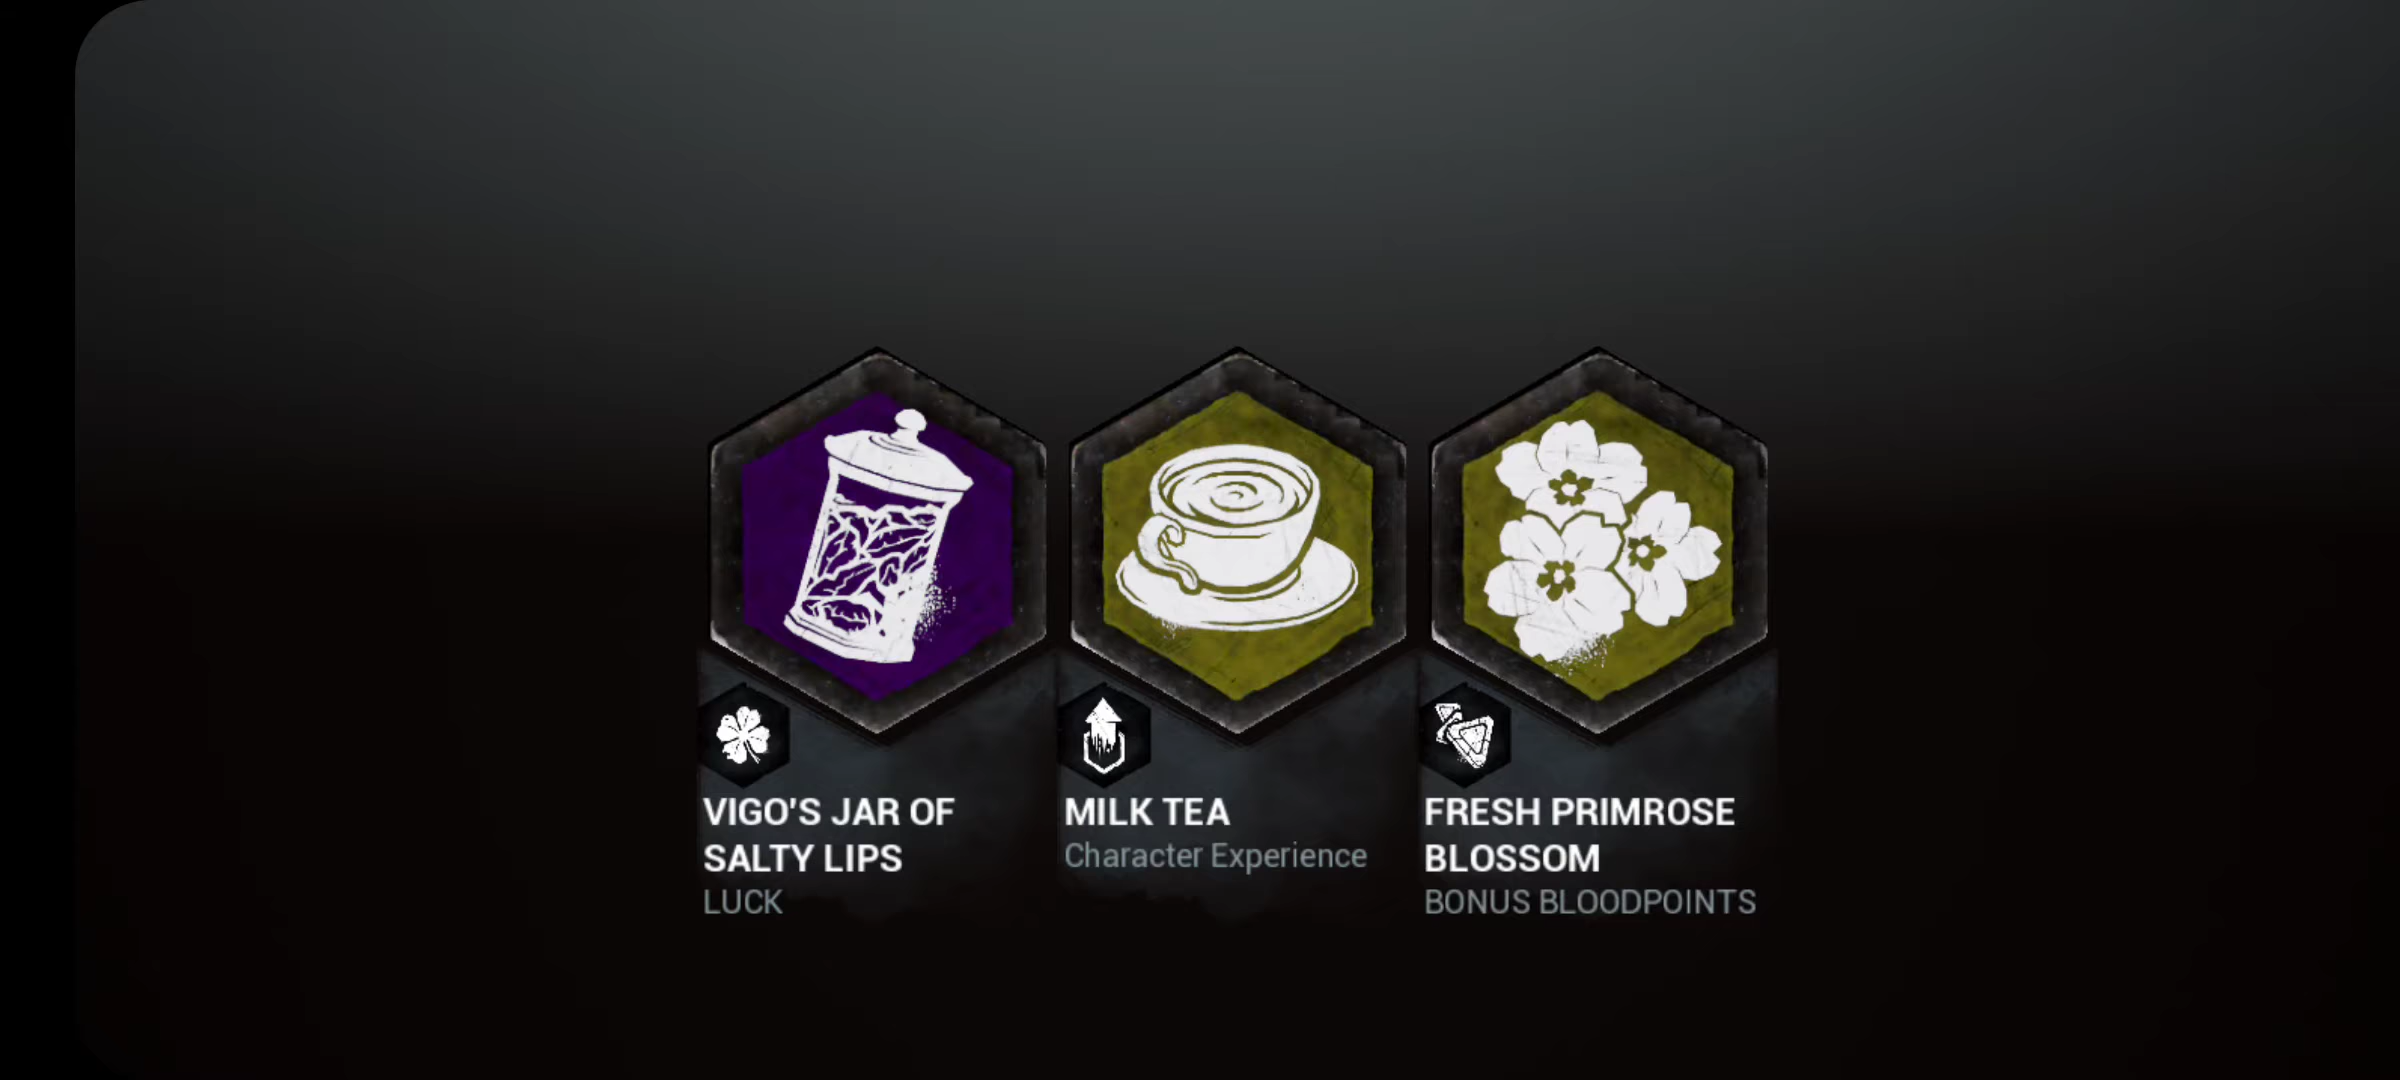 VIGO'S JAR OF
SALTY LIPS
LUCK
MILK TEA
Character Experience
FRESH PRIMROSE
BLOSSOM
BONUS BLOODPOINTS